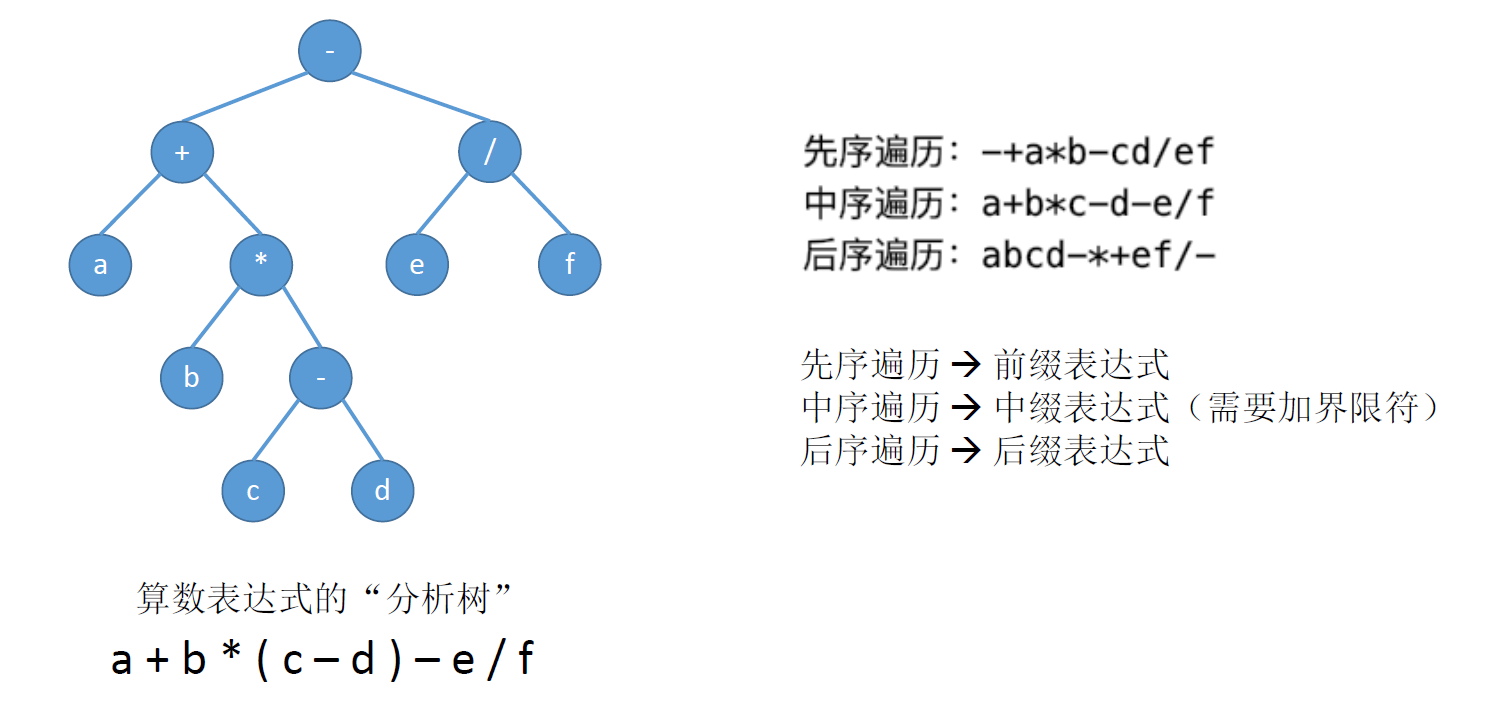 -
+
/
a
*
e
f
b
-
c
d
算数表达式的“分析树”
a + b * ( c – d ) – e / f
先序遍历：-+a*b-cd/ef
中序遍历：a+b*c-d-e/f
后序遍历：abcd-*+ef/-
先序遍历 → 前缀表达式
中序遍历 → 中缀表达式（需要加界限符）
后序遍历 → 后缀表达式